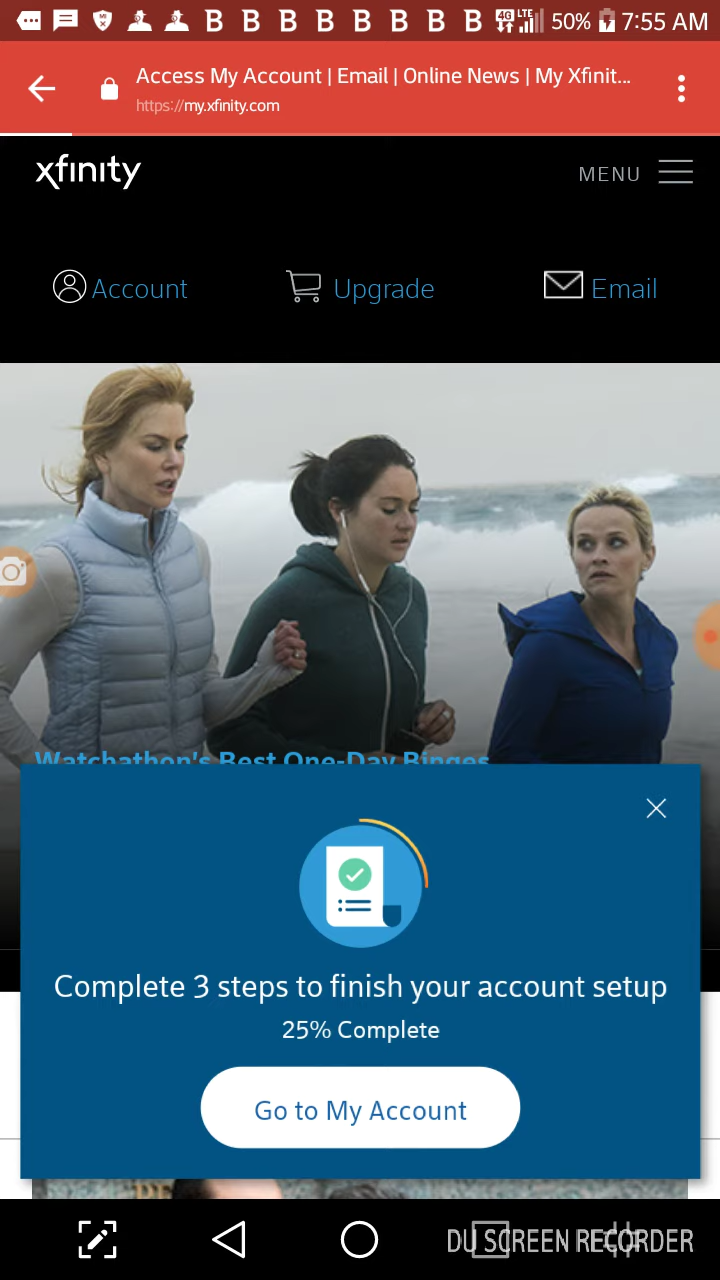 B B B B B B B B 4G LTE 50% 7:55 AM
Access My Account | Email | Online News | My Xfinit...
https://my.xfinity.com
xfinity
MENU
Account Upgrade Email
Watchathon's Best One-Day Binges
Complete 3 steps to finish your account setup
25% Complete
Go to My Account
DU SCREEN RECORDER